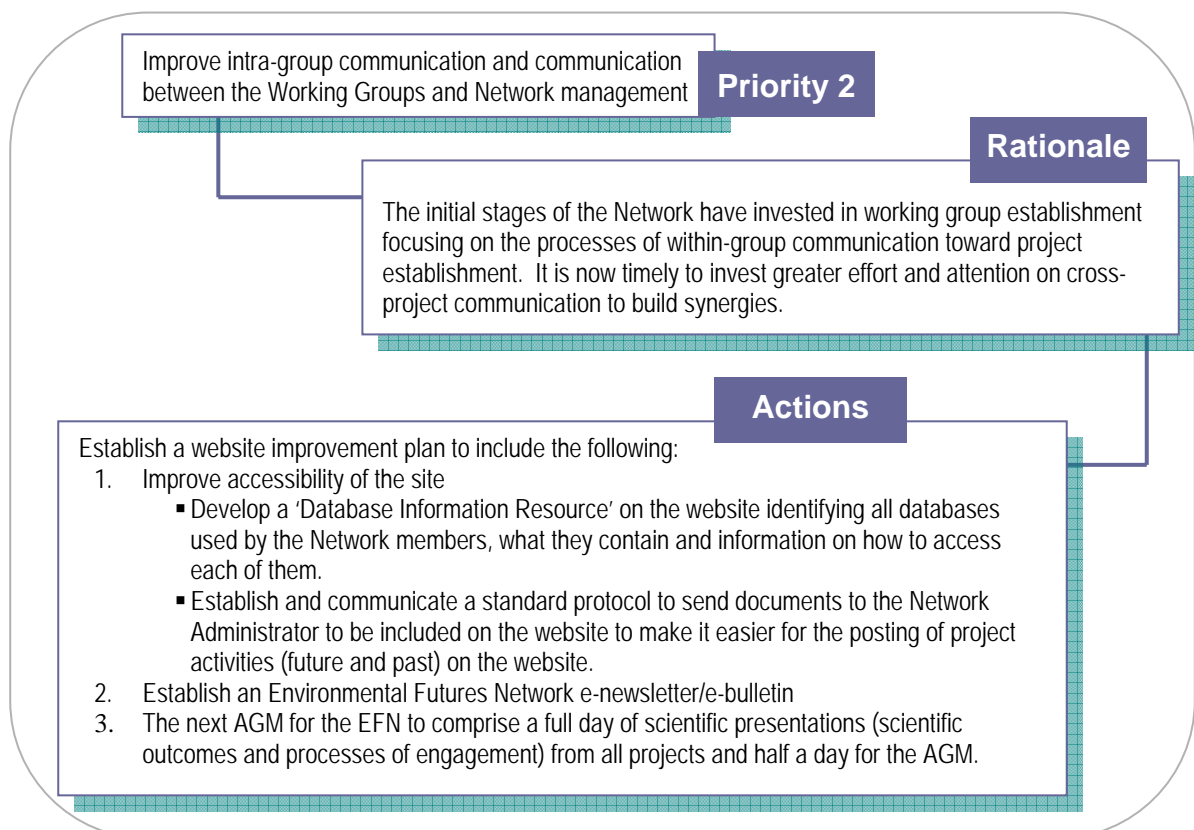 Improve intra-group communication and communication
between the Working Groups and Network management
Priority 2
Rationale
The initial stages of the Network have invested in working group establishment
focusing on the processes of within-group communication toward project
establishment.  It is now timely to invest greater effort and attention on cross-
project communication to build synergies.
Actions
Establish a website improvement plan to include the following:
1. Improve accessibility of the site
▪ Develop a ‘Database Information Resource’ on the website identifying all databases
used by the Network members, what they contain and information on how to access
each of them.
▪ Establish and communicate a standard protocol to send documents to the Network
Administrator to be included on the website to make it easier for the posting of project
activities (future and past) on the website.
2. Establish an Environmental Futures Network e-newsletter/e-bulletin
3. The next AGM for the EFN to comprise a full day of scientific presentations (scientific
outcomes and processes of engagement) from all projects and half a day for the AGM.